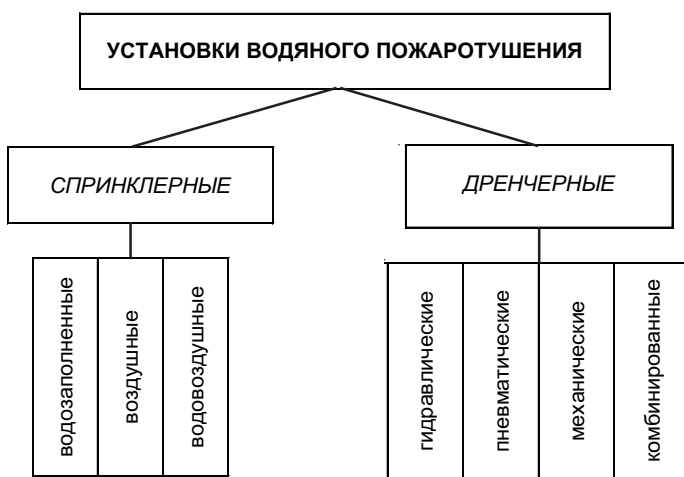 УСТАНОВКИ ВОДЯНОГО ПОЖАРОТУШЕНИЯ
СПРИНКЛЕРНЫЕ
ДРЕНЧЕРНЫЕ
водозаполненные
воздушные
водовоздушные
гидравлические
пневматические
механические
комбинированные